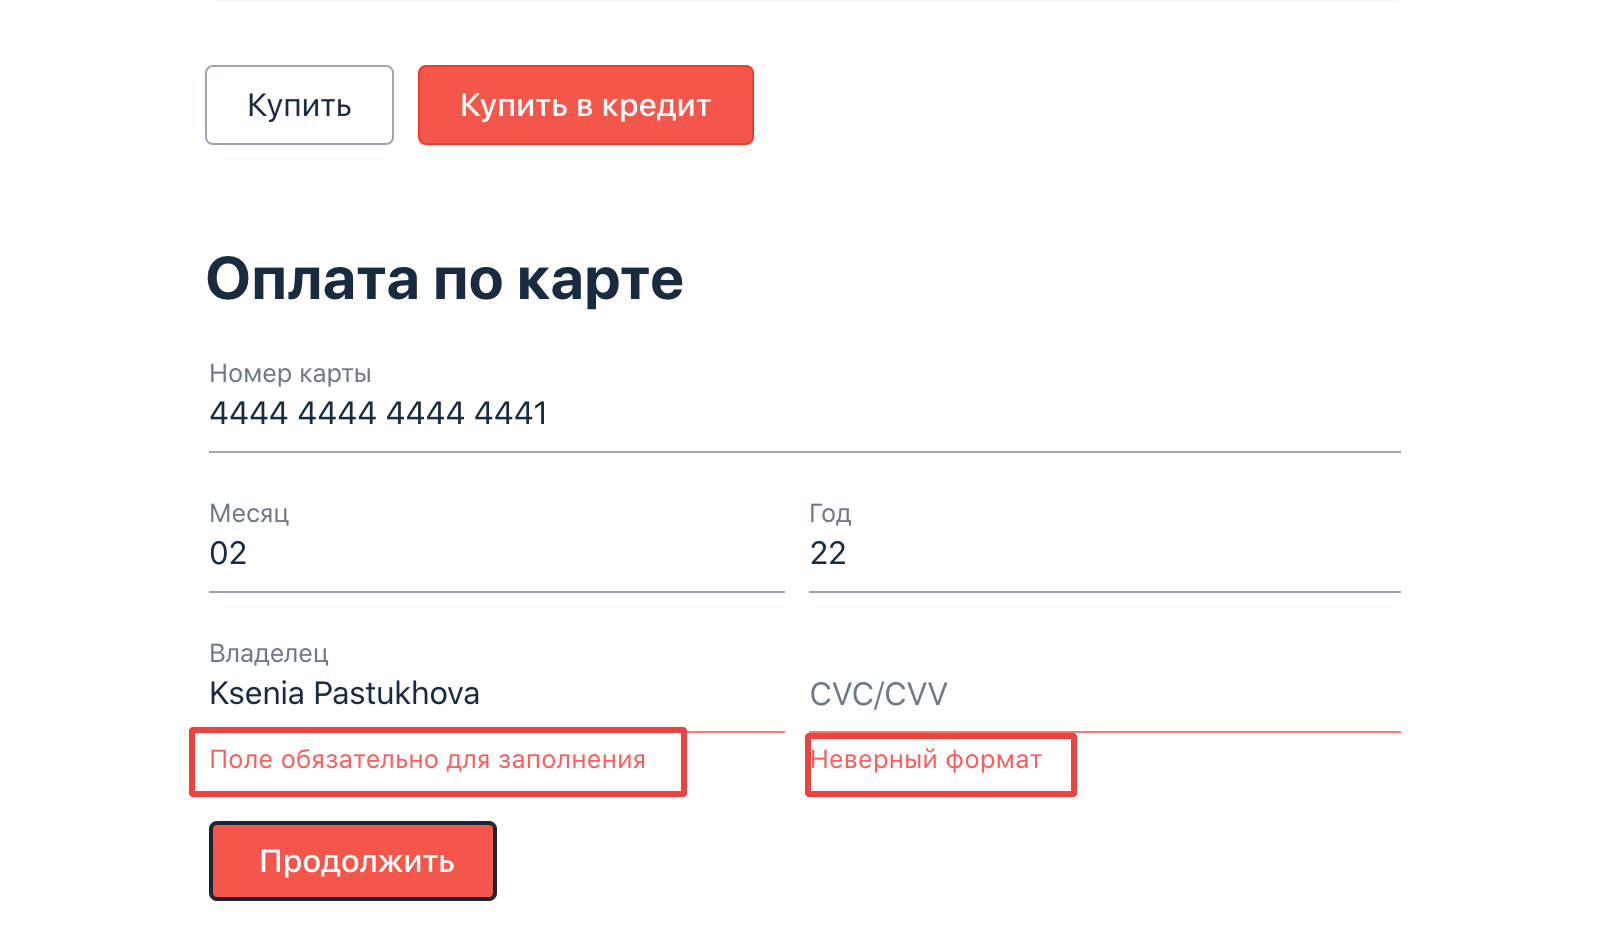 Купить
Купить в кредит
Оплата по карте
Номер карты
4444 4444 4444 4441
Месяц
Год
02
22
Владелец
Ksenia Pastukhova
CVC/CVV
Поле обязательно для заполнения
Неверный формат
Продолжить